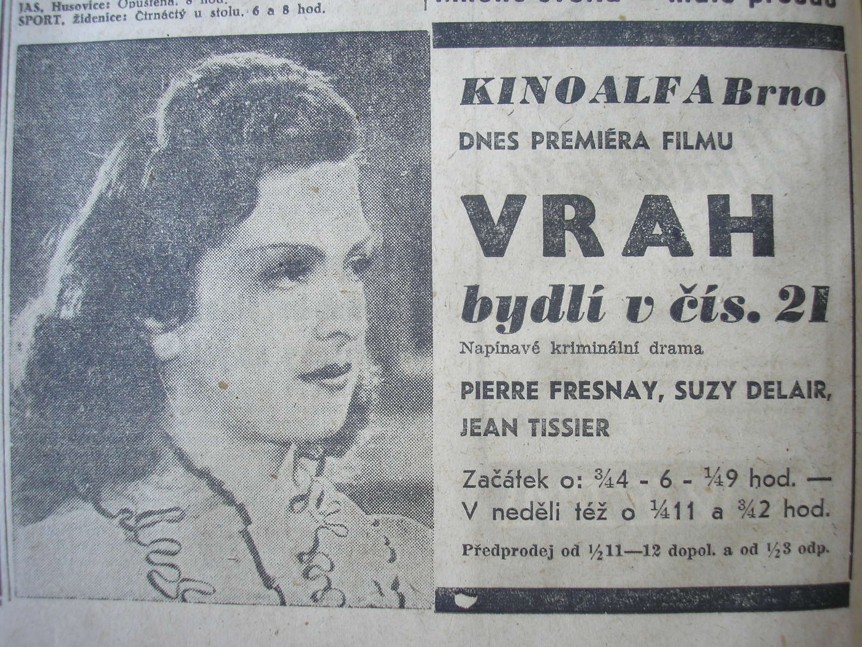 JAS, Husovice: Opuštěná. 8 hod.
SPORT, Židenice: Čtrnáctý u stolu. 6 a 8 hod.
KINO ALFA Brno
DNES PREMIÉRA FILMU
VRAH
bydlí v čís. 21
Napínavé kriminální drama
PIERRE FRESNAY, SUZY DELAIR,
JEAN TISSIER
Začátek o: ¾4 - 6 - ¼9 hod. —
V neděli též o ¼11 a ¾2 hod.
Předprodej od ½11—12 dopol. a od ½3 odp.